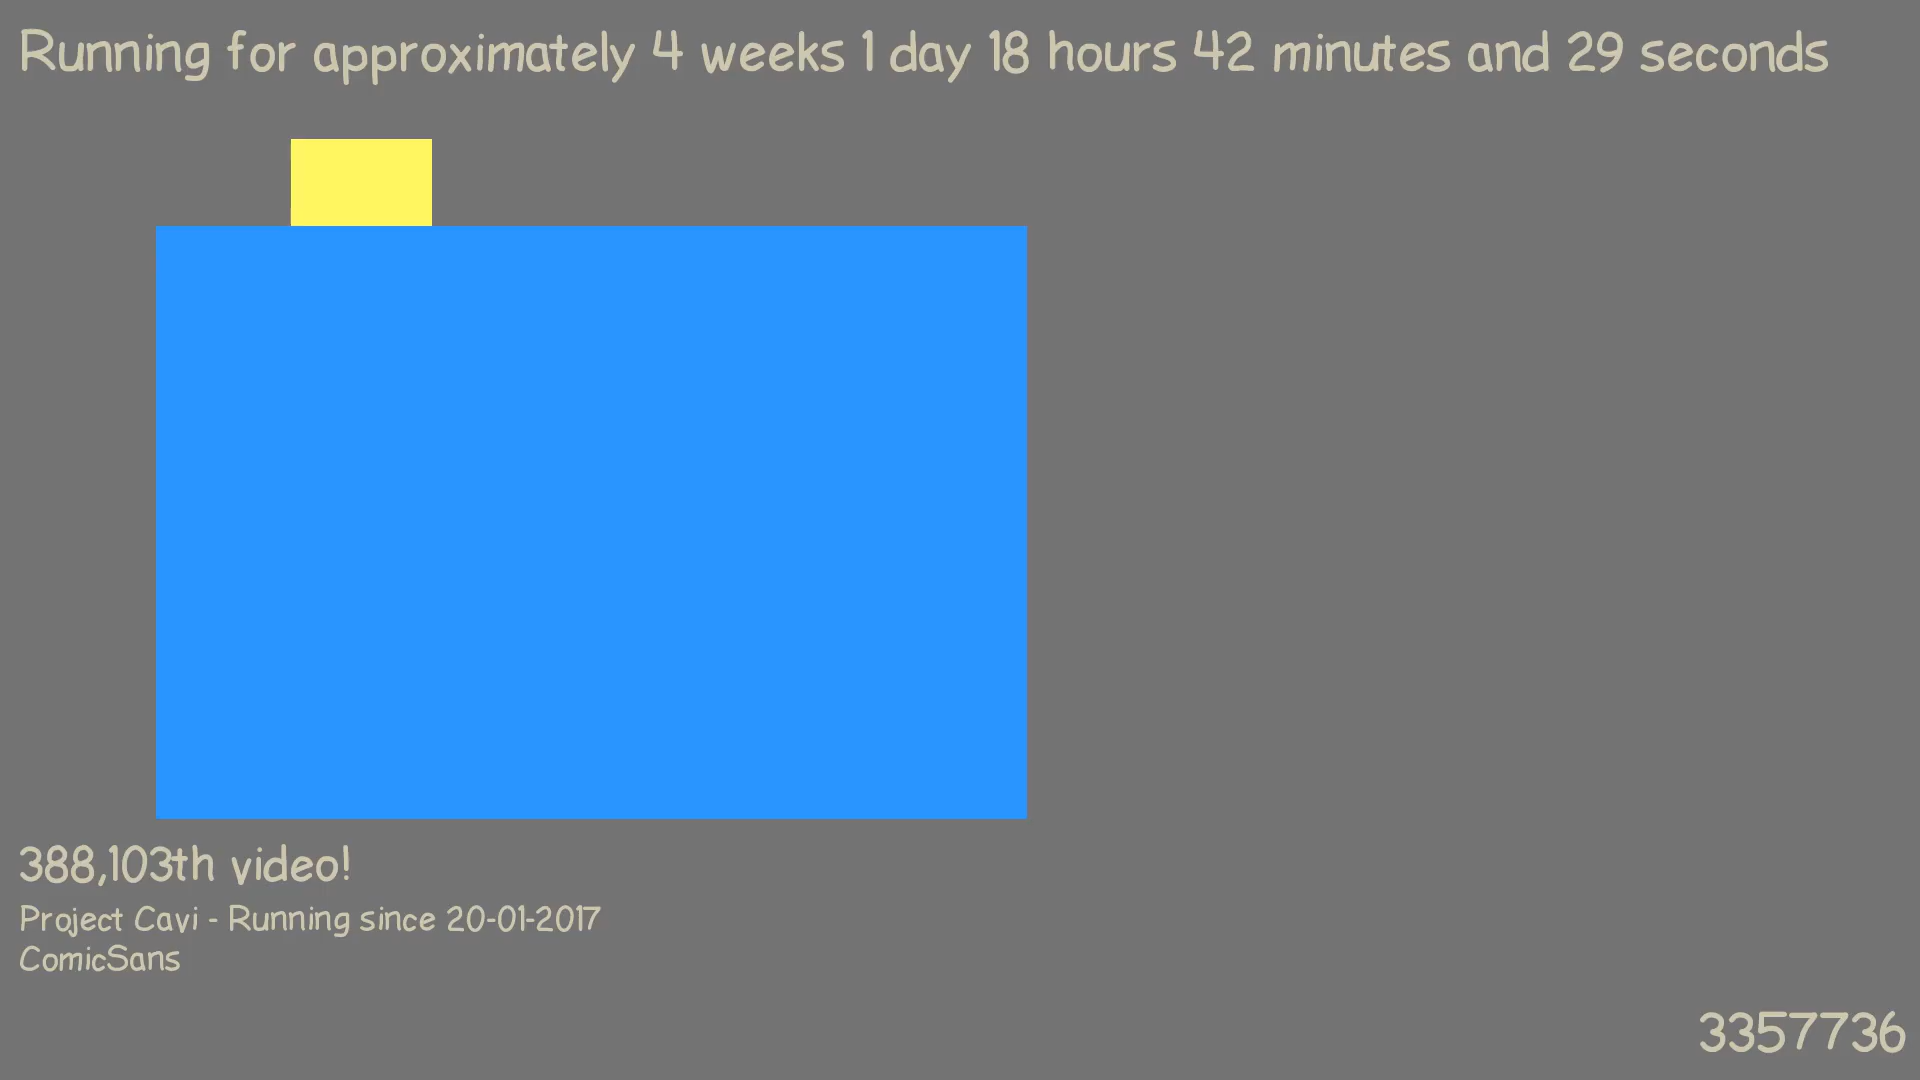 Running for approximately 4 weeks 1 day 18 hours 42 minutes and 29 seconds
388,103th video!
Project Cavi - Running since 20-01-2017
ComicSans
3357736